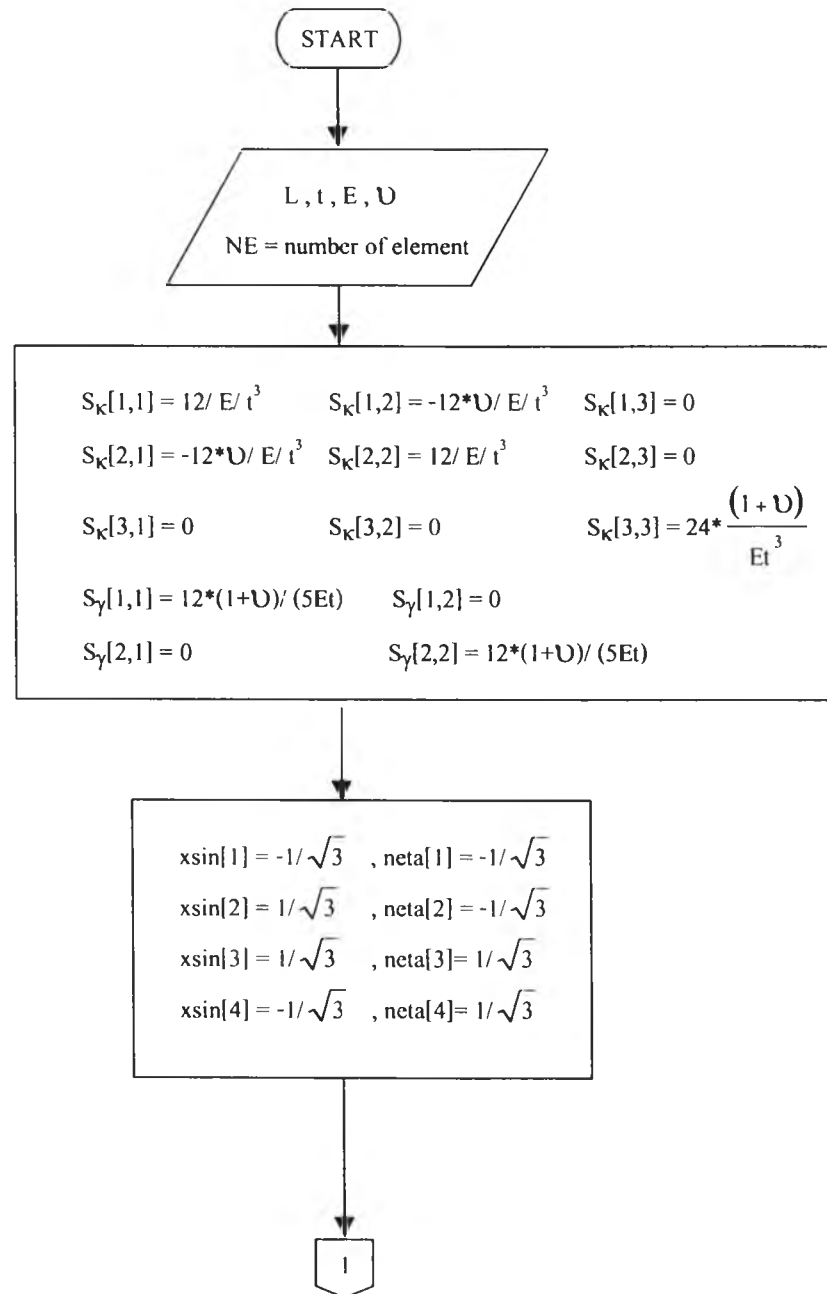 START
L , t , E , υ
NE = number of element
Sκ[1,1] = 12/ E/ t³ Sκ[1,2] = -12*υ/ E/ t³ Sκ[1,3] = 0
Sκ[2,1] = -12*υ/ E/ t³ Sκ[2,2] = 12/ E/ t³ Sκ[2,3] = 0
Sκ[3,1] = 0 Sκ[3,2] = 0 Sκ[3,3] = 24* (1 + υ) / Et³
Sγ[1,1] = 12*(1+υ)/ (5Et) Sγ[1,2] = 0
Sγ[2,1] = 0 Sγ[2,2] = 12*(1+υ)/ (5Et)
xsin[1] = -1/√3 , neta[1] = -1/√3
xsin[2] = 1/√3 , neta[2] = -1/√3
xsin[3] = 1/√3 , neta[3]= 1/√3
xsin[4] = -1/√3 , neta[4]= 1/√3
1